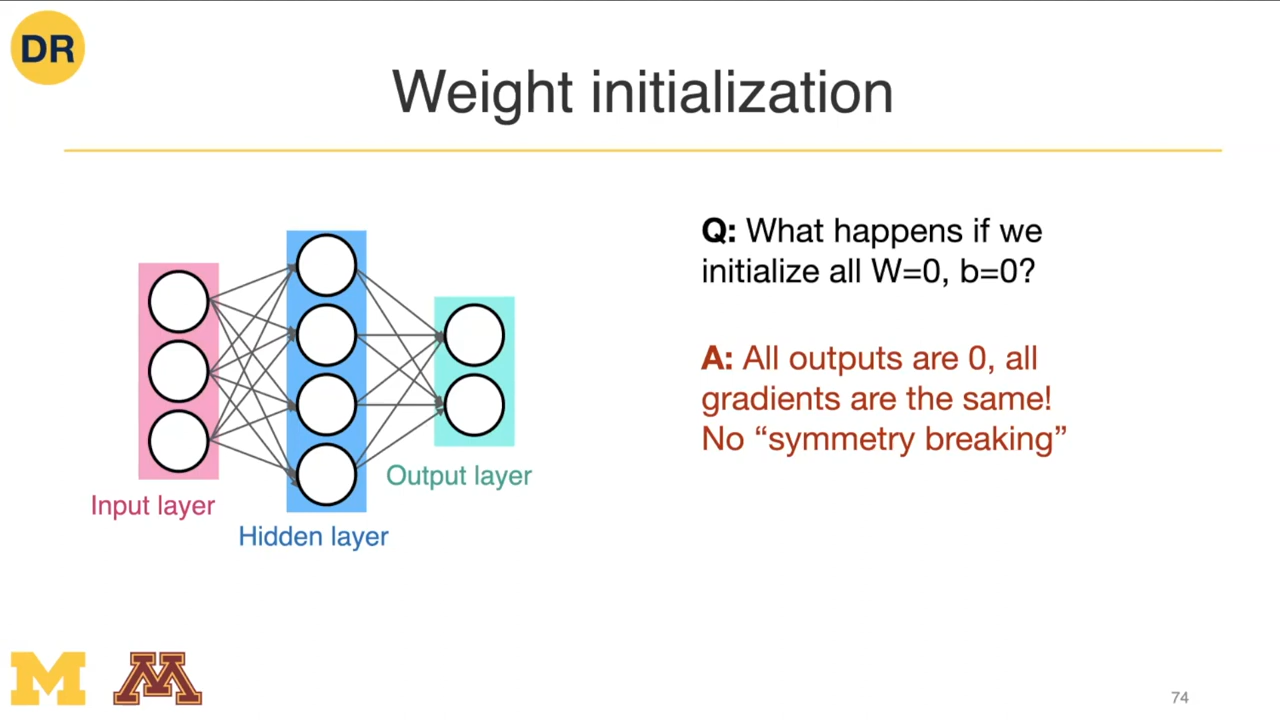 DR
Weight initialization
Q: What happens if we
initialize all W=0, b=0?
A: All outputs are 0, all
gradients are the same!
No “symmetry breaking”
Output layer
Input layer
Hidden layer
M M
74